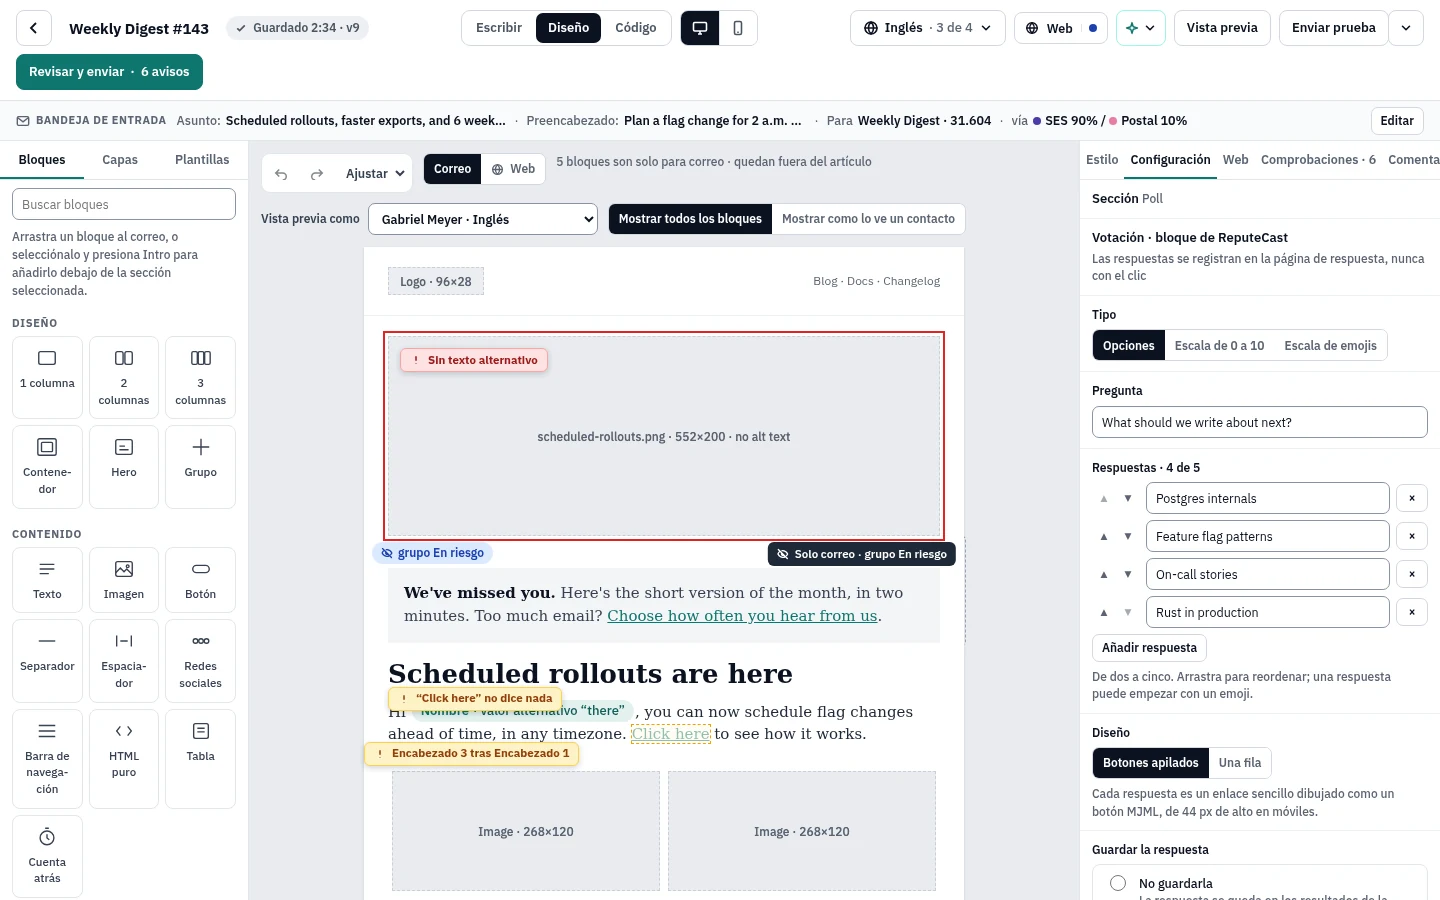 Weekly Digest #143
Guardado 2:34 · v9
Escribir
Diseño
Código
Inglés · 3 de 4
Web
Vista previa
Enviar prueba
Revisar y enviar · 6 avisos
BANDEJA DE ENTRADA
Asunto: Scheduled rollouts, faster exports, and 6 week...
· Preencabezado: Plan a flag change for 2 a.m. ...
· Para Weekly Digest · 31.604
· vía SES 90% / Postal 10%
Editar
Bloques
Capas
Plantillas
Buscar bloques
Arrastra un bloque al correo, o
selecciónalo y presiona Intro para
añadirlo debajo de la sección
seleccionada.
DISEÑO
1 columna
2
columnas
3
columnas
Contene-
dor
Hero
Grupo
CONTENIDO
Texto
Imagen
Botón
Separador
Espacia-
dor
Redes
sociales
Barra de
navega-
ción
HTML
puro
Tabla
Cuenta
atrás
Ajustar
Correo
Web
5 bloques son solo para correo · quedan fuera del artículo
Vista previa como
Gabriel Meyer · Inglés
Mostrar todos los bloques
Mostrar como lo ve un contacto
Logo · 96×28
Blog · Docs · Changelog
! Sin texto alternativo
scheduled-rollouts.png · 552×200 · no alt text
grupo En riesgo
Solo correo · grupo En riesgo
We've missed you. Here's the short version of the month, in two
minutes. Too much email? Choose how often you hear from us.
Scheduled rollouts are here
! “Click here” no dice nada
Hi Nombre · valor alternativo “there” , you can now schedule flag changes
ahead of time, in any timezone. Click here to see how it works.
! Encabezado 3 tras Encabezado 1
Image · 268×120
Image · 268×120
Estilo
Configuración
Web
Comprobaciones · 6
Comenta
Sección Poll
Votación · bloque de ReputeCast
Las respuestas se registran en la página de respuesta, nunca
con el clic
Tipo
Opciones
Escala de 0 a 10
Escala de emojis
Pregunta
What should we write about next?
Respuestas · 4 de 5
▲ ▼ Postgres internals ×
▲ ▼ Feature flag patterns ×
▲ ▼ On-call stories ×
▲ ▼ Rust in production ×
Añadir respuesta
De dos a cinco. Arrastra para reordenar; una respuesta
puede empezar con un emoji.
Diseño
Botones apilados
Una fila
Cada respuesta es un enlace sencillo dibujado como un
botón MJML, de 44 px de alto en móviles.
Guardar la respuesta
No guardarla
La respuesta se queda en los resultados de la